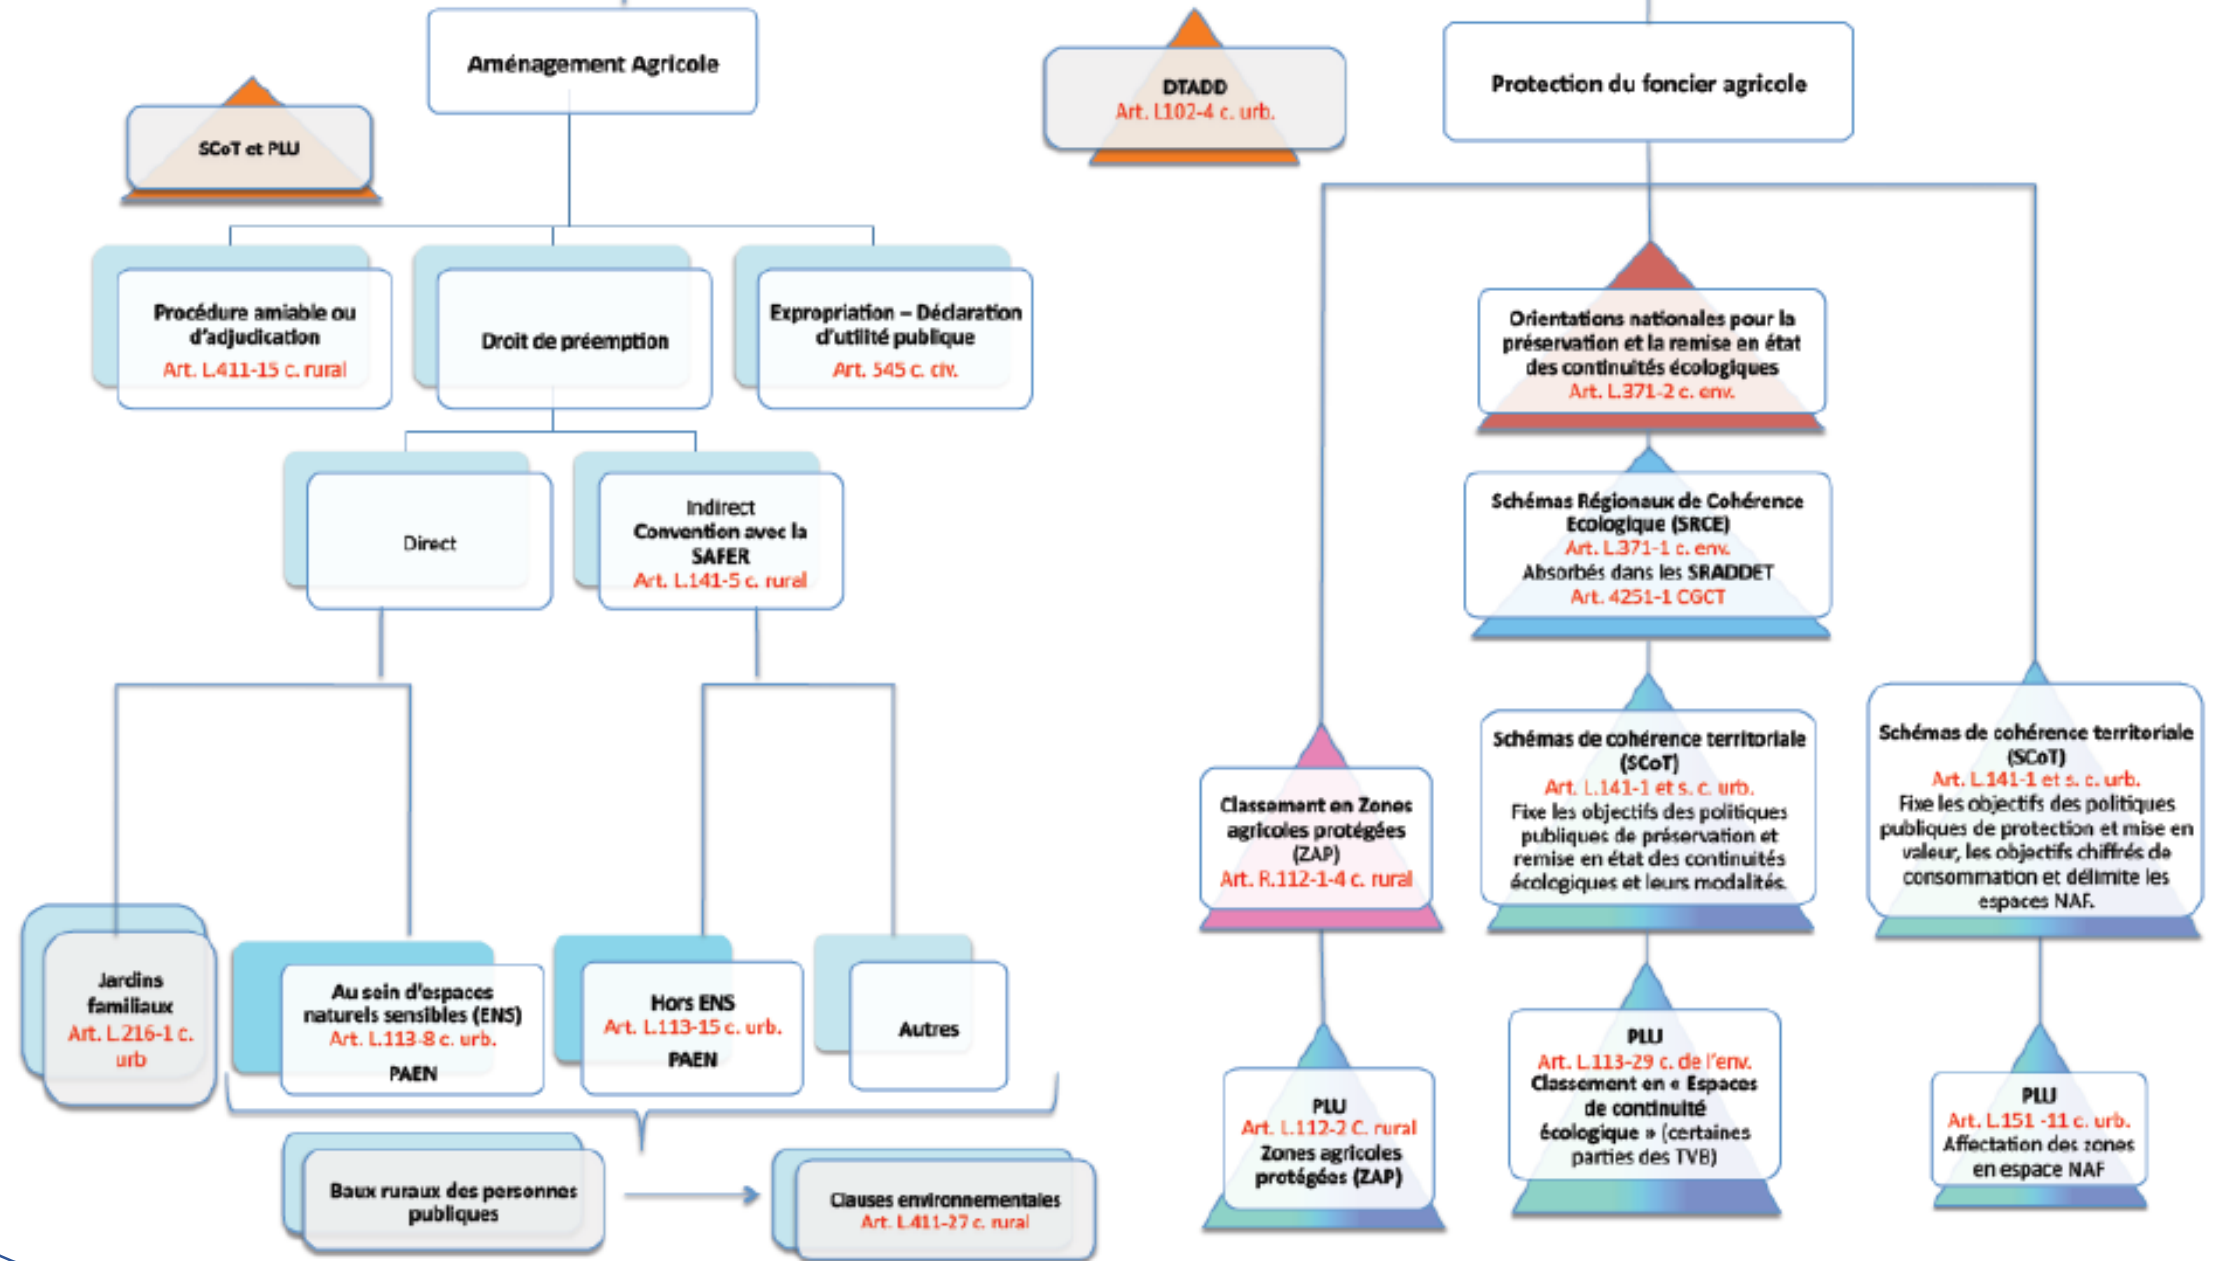 Aménagement Agricole
SCoT et PLU
Procédure amiable ou
d'adjudication
Art. L.411-15 c. rural
Droit de préemption
Expropriation – Déclaration
d'utilité publique
Art. 545 c. civ.
Direct
Indirect
Convention avec la
SAFER
Art. L.141-5 c. rural
Jardins
familiaux
Art. L.216-1 c.
urb
Au sein d'espaces
naturels sensibles (ENS)
Art. L.113-8 c. urb.
PAEN
Hors ENS
Art. L.113-15 c. urb.
PAEN
Autres
Baux ruraux des personnes
publiques
Clauses environnementales
Art. L.411-27 c. rural
DTADD
Art. L102-4 c. urb.
Protection du foncier agricole
Classement en Zones
agricoles protégées
(ZAP)
Art. R.112-1-4 c. rural
PLU
Art. L.112-2 C. rural
Zones agricoles
protégées (ZAP)
Orientations nationales pour la
préservation et la remise en état
des continuités écologiques
Art. L.371-2 c. env.
Schémas Régionaux de Cohérence
Ecologique (SRCE)
Art. L.371-1 c. env.
Absorbés dans les SRADDET
Art. 4251-1 CGCT
Schémas de cohérence territoriale
(SCoT)
Art. L.141-1 et s. c. urb.
Fixe les objectifs des politiques
publiques de préservation et
remise en état des continuités
écologiques et leurs modalités.
PLU
Art. L.113-29 c. de l'env.
Classement en « Espaces
de continuité
écologique » (certaines
parties des TVB)
Schémas de cohérence territoriale
(SCoT)
Art. L.141-1 et s. c. urb.
Fixe les objectifs des politiques
publiques de protection et mise en
valeur, les objectifs chiffrés de
consommation et délimite les
espaces NAF.
PLU
Art. L.151 -11 c. urb.
Affectation des zones
en espace NAF